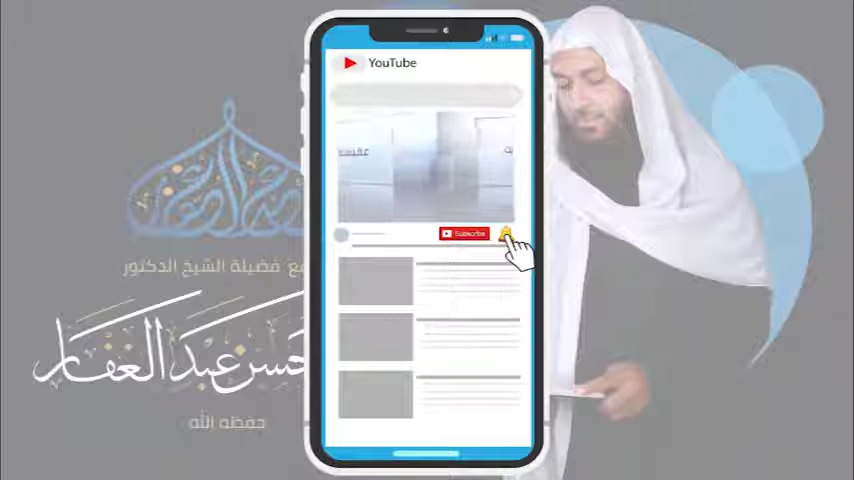 YouTube
Subscribe
مع فضيلة الشيخ الدكتور
حسن عبد الغفار
حفظه الله